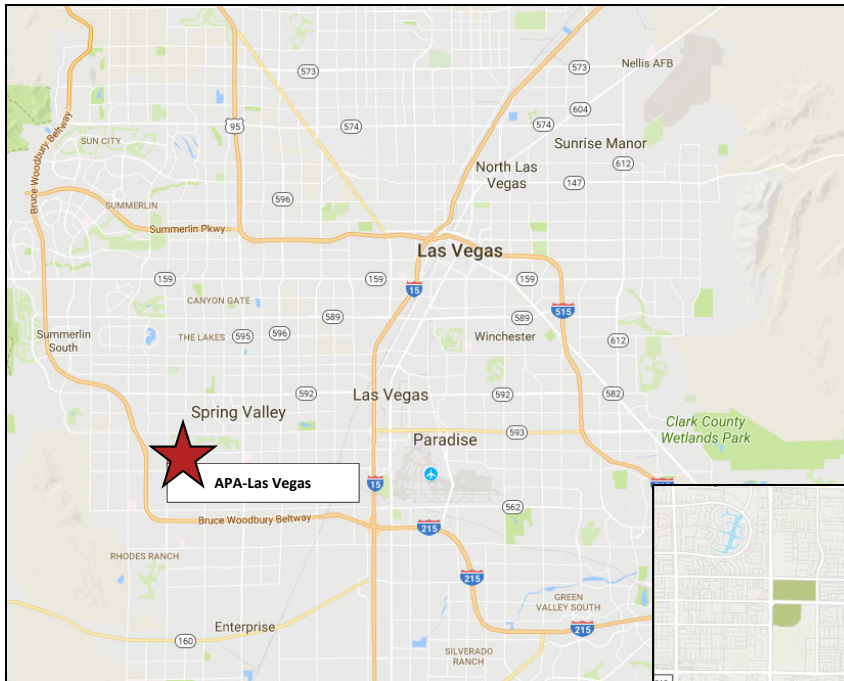 573
573
Nellis AFB
604
95
574
574
Bruce Woodbury Beltway
SUN CITY
Sunrise Manor
612
North Las
Vegas
147
596
SUMMERLIN
Summerlin Pkwy
Las Vegas
159
159
159
15
CANYON GATE
515
589
589
Summerlin
South
THE LAKES
595
596
Winchester
612
592
Las Vegas
592
582
Spring Valley
Paradise
593
Clark County
Wetlands Park
APA-Las Vegas
15
562
Bruce Woodbury Beltway
215
RHODES RANCH
215
GREEN
VALLEY SOUTH
215
Enterprise
160
SILVERADO
RANCH